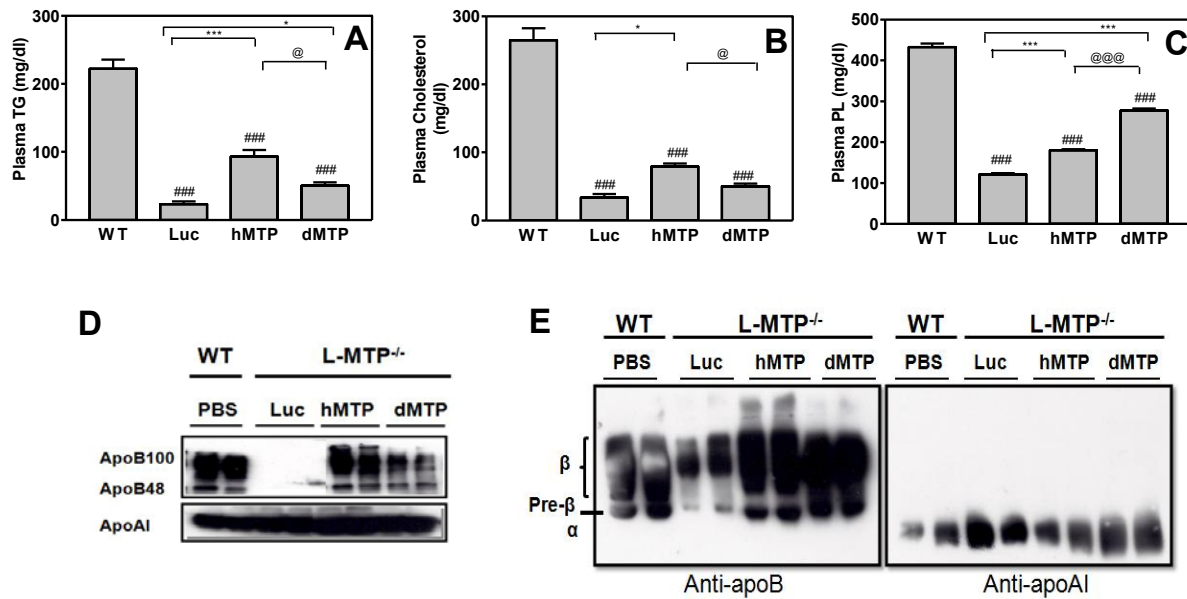 A
Plasma TG (mg/dl)
300
200
100
0
***
*
@
###
###
###
WT Luc hMTP dMTP
B
Plasma Cholesterol
(mg/dl)
300
200
100
0
*
@
###
###
###
WT Luc hMTP dMTP
C
Plasma PL (mg/dl)
500
400
300
200
100
0
***
***
@@@
###
###
###
WT Luc hMTP dMTP
D
WT L-MTP-/-
PBS Luc hMTP dMTP
ApoB100
ApoB48
ApoAI
E
WT L-MTP-/- WT L-MTP-/-
PBS Luc hMTP dMTP PBS Luc hMTP dMTP
β
Pre-β
α
Anti-apoB Anti-apoAI